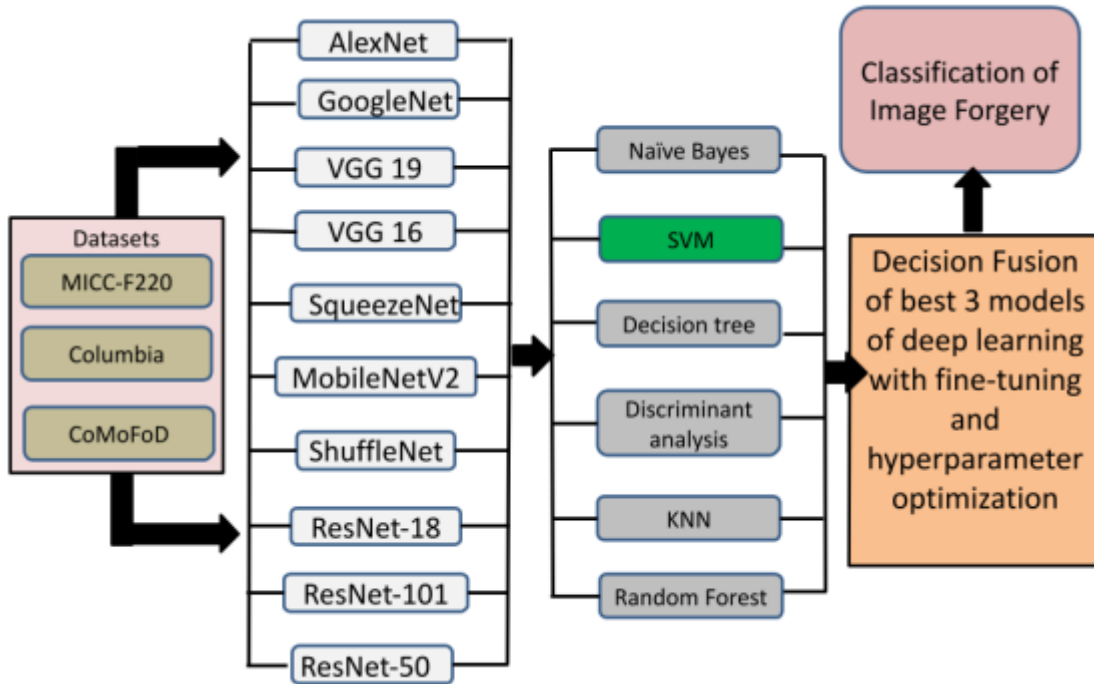 Datasets
MICC-F220
Columbia
CoMoFoD
AlexNet
GoogleNet
VGG 19
VGG 16
SqueezeNet
MobileNetV2
ShuffleNet
ResNet-18
ResNet-101
ResNet-50
Naïve Bayes
SVM
Decision tree
Discriminant
analysis
KNN
Random Forest
Decision Fusion
of best 3 models
of deep learning
with fine-tuning
and
hyperparameter
optimization
Classification of
Image Forgery